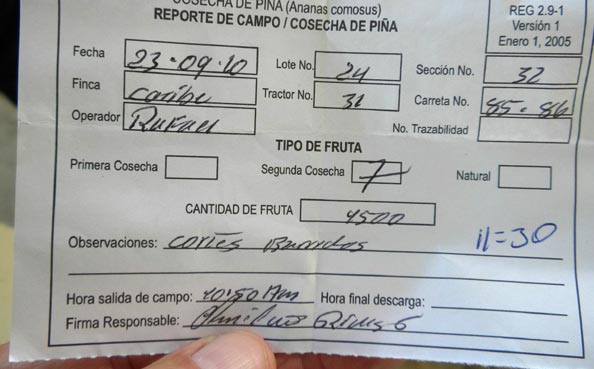 COSECHA DE PIÑA (Ananas comosus)
REPORTE DE CAMPO / COSECHA DE PIÑA
REG 2.9-1
Versión 1
Enero 1, 2005
Fecha 23·09·10 Lote No. 24 Sección No. 32
Finca Caribe Tractor No. 31 Carreta No. 85-86
Operador Rafael No. Trazabilidad
TIPO DE FRUTA
Primera Cosecha Segunda Cosecha 7 Natural
CANTIDAD DE FRUTA 4500
Observaciones: cortes 11=30
Hora salida de campo: 10:50 Am Hora final descarga:
Firma Responsable: